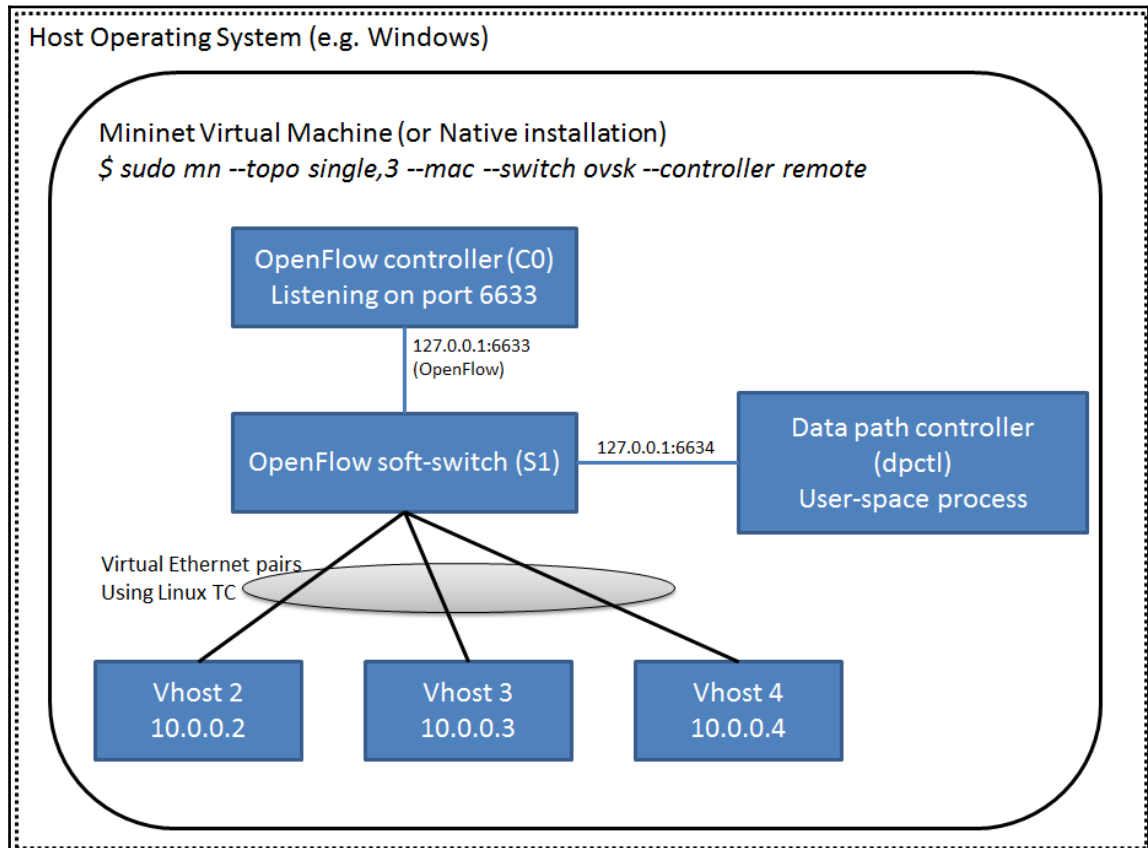 Host Operating System (e.g. Windows)
Mininet Virtual Machine (or Native installation)
$ sudo mn --topo single,3 --mac --switch ovsk --controller remote
OpenFlow controller (C0)
Listening on port 6633
127.0.0.1:6633
(OpenFlow)
OpenFlow soft-switch (S1)
127.0.0.1:6634
Data path controller
(dpctl)
User-space process
Virtual Ethernet pairs
Using Linux TC
Vhost 2
10.0.0.2
Vhost 3
10.0.0.3
Vhost 4
10.0.0.4